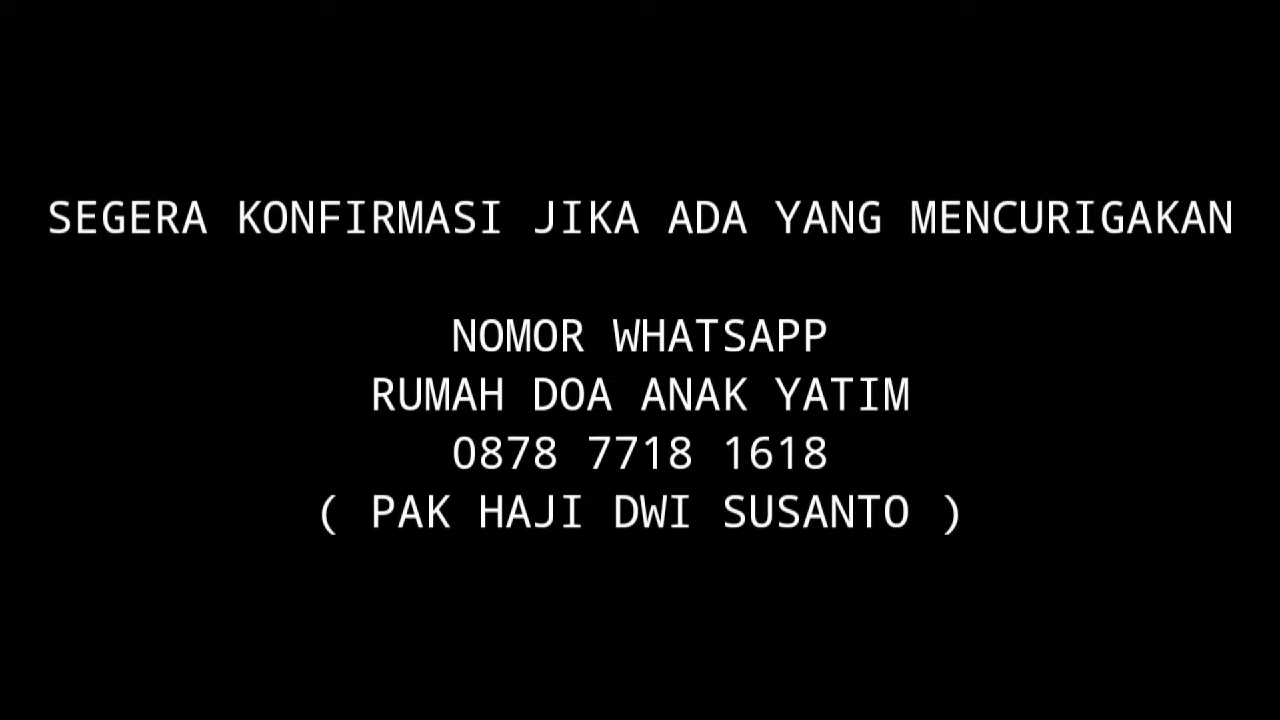 SEGERA KONFIRMASI JIKA ADA YANG MENCURIGAKAN
NOMOR WHATSAPP
RUMAH DOA ANAK YATIM
0878 7718 1618
( PAK HAJI DWI SUSANTO )